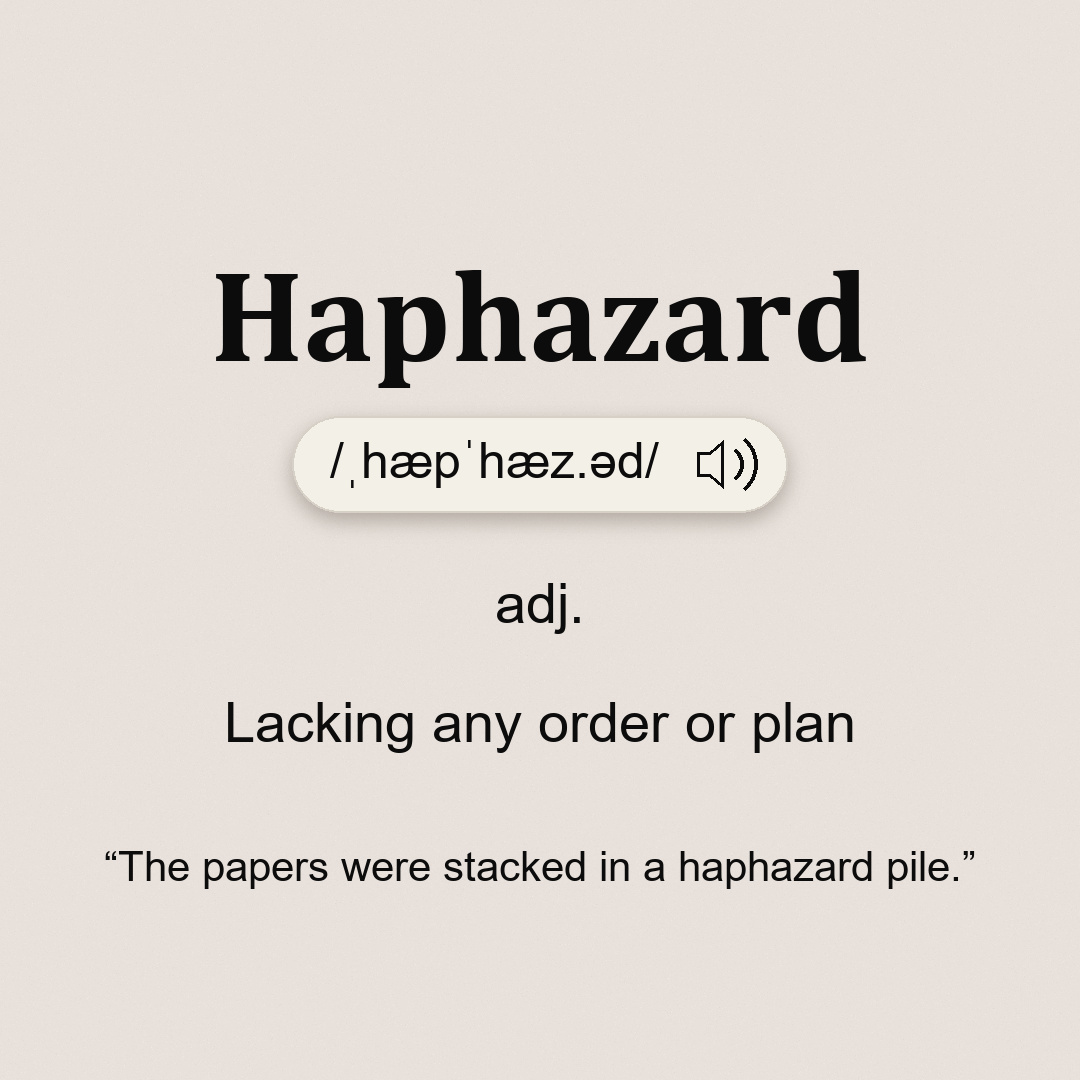 Haphazard
/ˌhæpˈhæz.əd/
adj.
Lacking any order or plan
“The papers were stacked in a haphazard pile.”